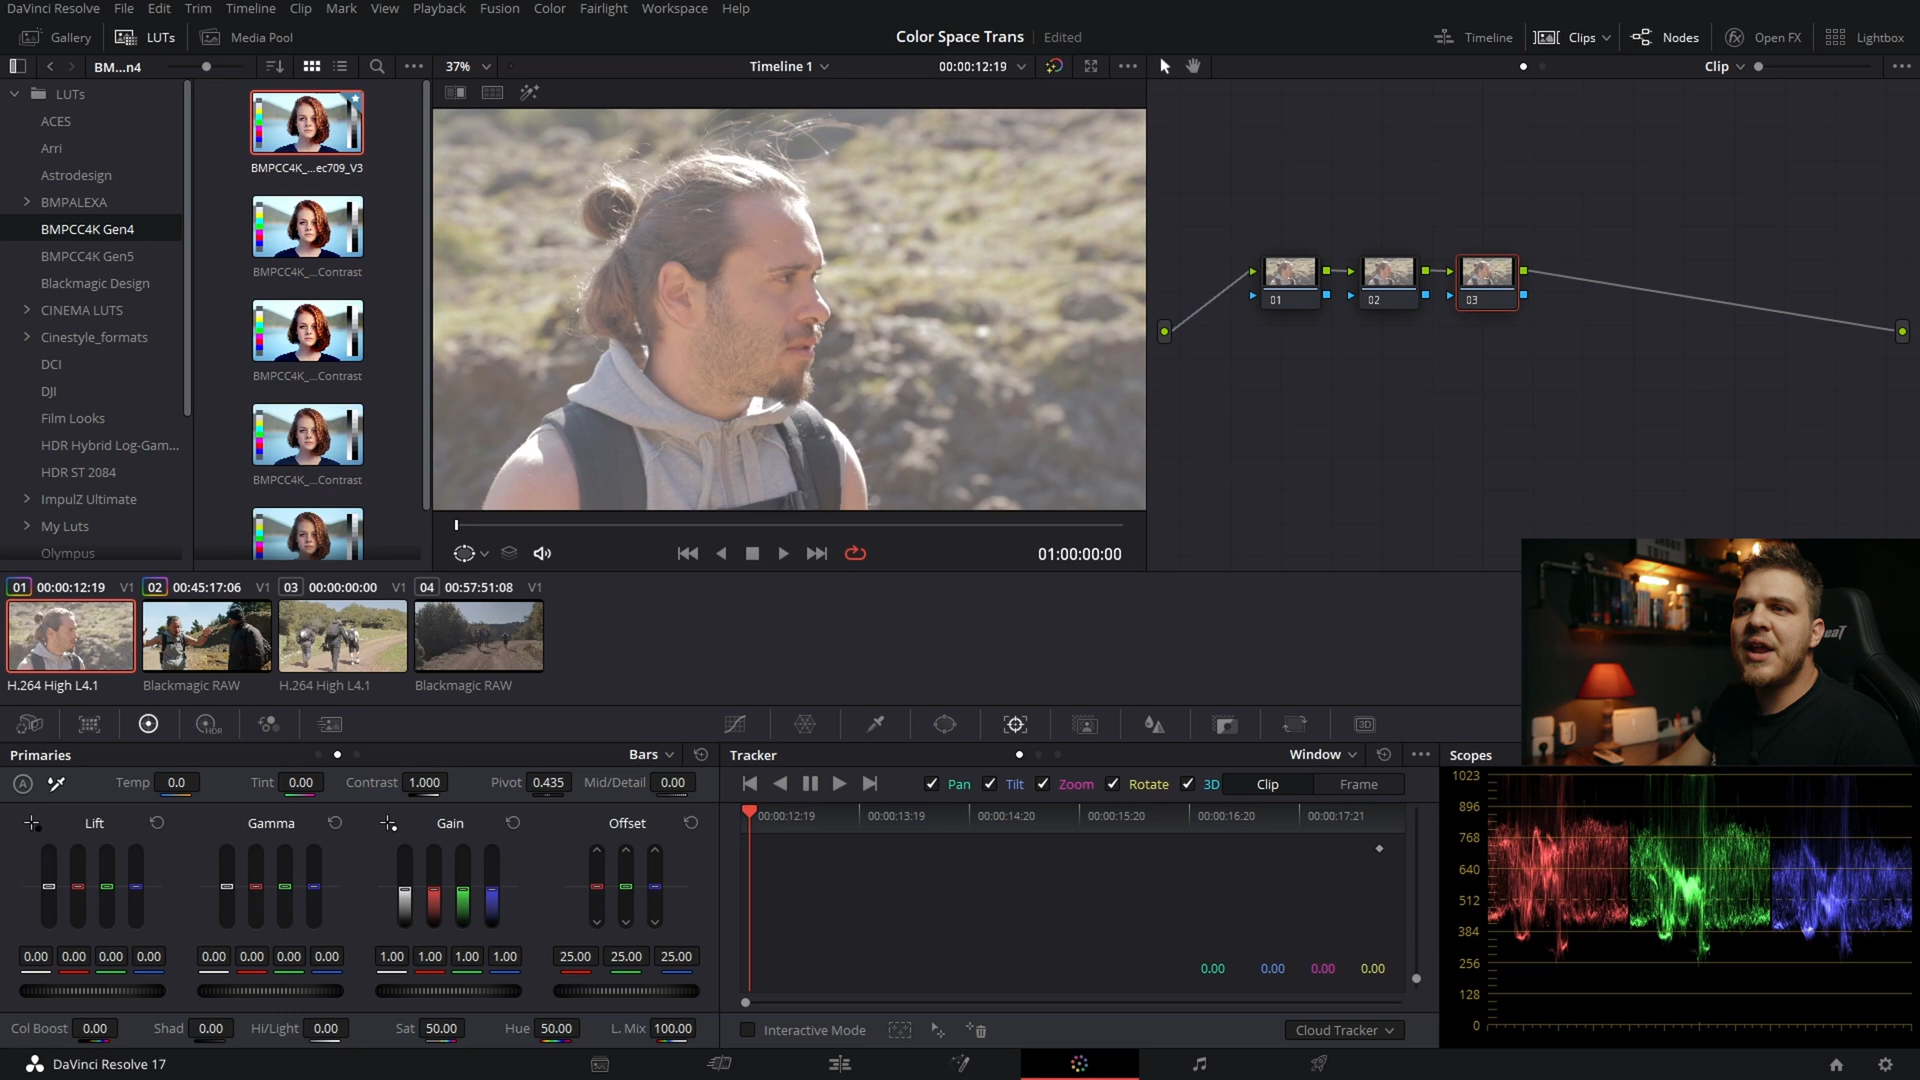 DaVinci Resolve File Edit Trim Timeline Clip Mark View Playback Fusion Color Fairlight Workspace Help
Gallery LUTs Media Pool Color Space Trans Edited Timeline Clips Nodes Open FX Lightbox
BM...n4 37% Timeline 1 00:00:12:19 Clip
LUTs
ACES
Arri
Astrodesign
BMPALEXA
BMPCC4K Gen4
BMPCC4K Gen5
Blackmagic Design
CINEMA LUTS
Cinestyle_formats
DCI
DJI
Film Looks
HDR Hybrid Log-Gam...
HDR ST 2084
ImpulZ Ultimate
My Luts
Olympus
BMPCC4K_...ec709_V3
BMPCC4K_...Contrast
BMPCC4K_...Contrast
BMPCC4K_...Contrast
01 02 03
01:00:00:00
01 00:00:12:19 V1 02 00:45:17:06 V1 03 00:00:00:00 V1 04 00:57:51:08 V1
H.264 High L4.1 Blackmagic RAW H.264 High L4.1 Blackmagic RAW
HDR 3D
Primaries Bars Tracker Window Scopes
A Temp 0.0 Tint 0.00 Contrast 1.000 Pivot 0.435 Mid/Detail 0.00
Pan Tilt Zoom Rotate 3D Clip Frame
Lift Gamma Gain Offset
00:00:12:19 00:00:13:19 00:00:14:20 00:00:15:20 00:00:16:20 00:00:17:21
0.00 0.00 0.00 0.00 0.00 0.00 0.00 0.00 1.00 1.00 1.00 1.00 25.00 25.00 25.00
0.00 0.00 0.00 0.00
Col Boost 0.00 Shad 0.00 Hi/Light 0.00 Sat 50.00 Hue 50.00 L. Mix 100.00
Interactive Mode Cloud Tracker
1023
896
768
640
512
384
256
128
0
DaVinci Resolve 17